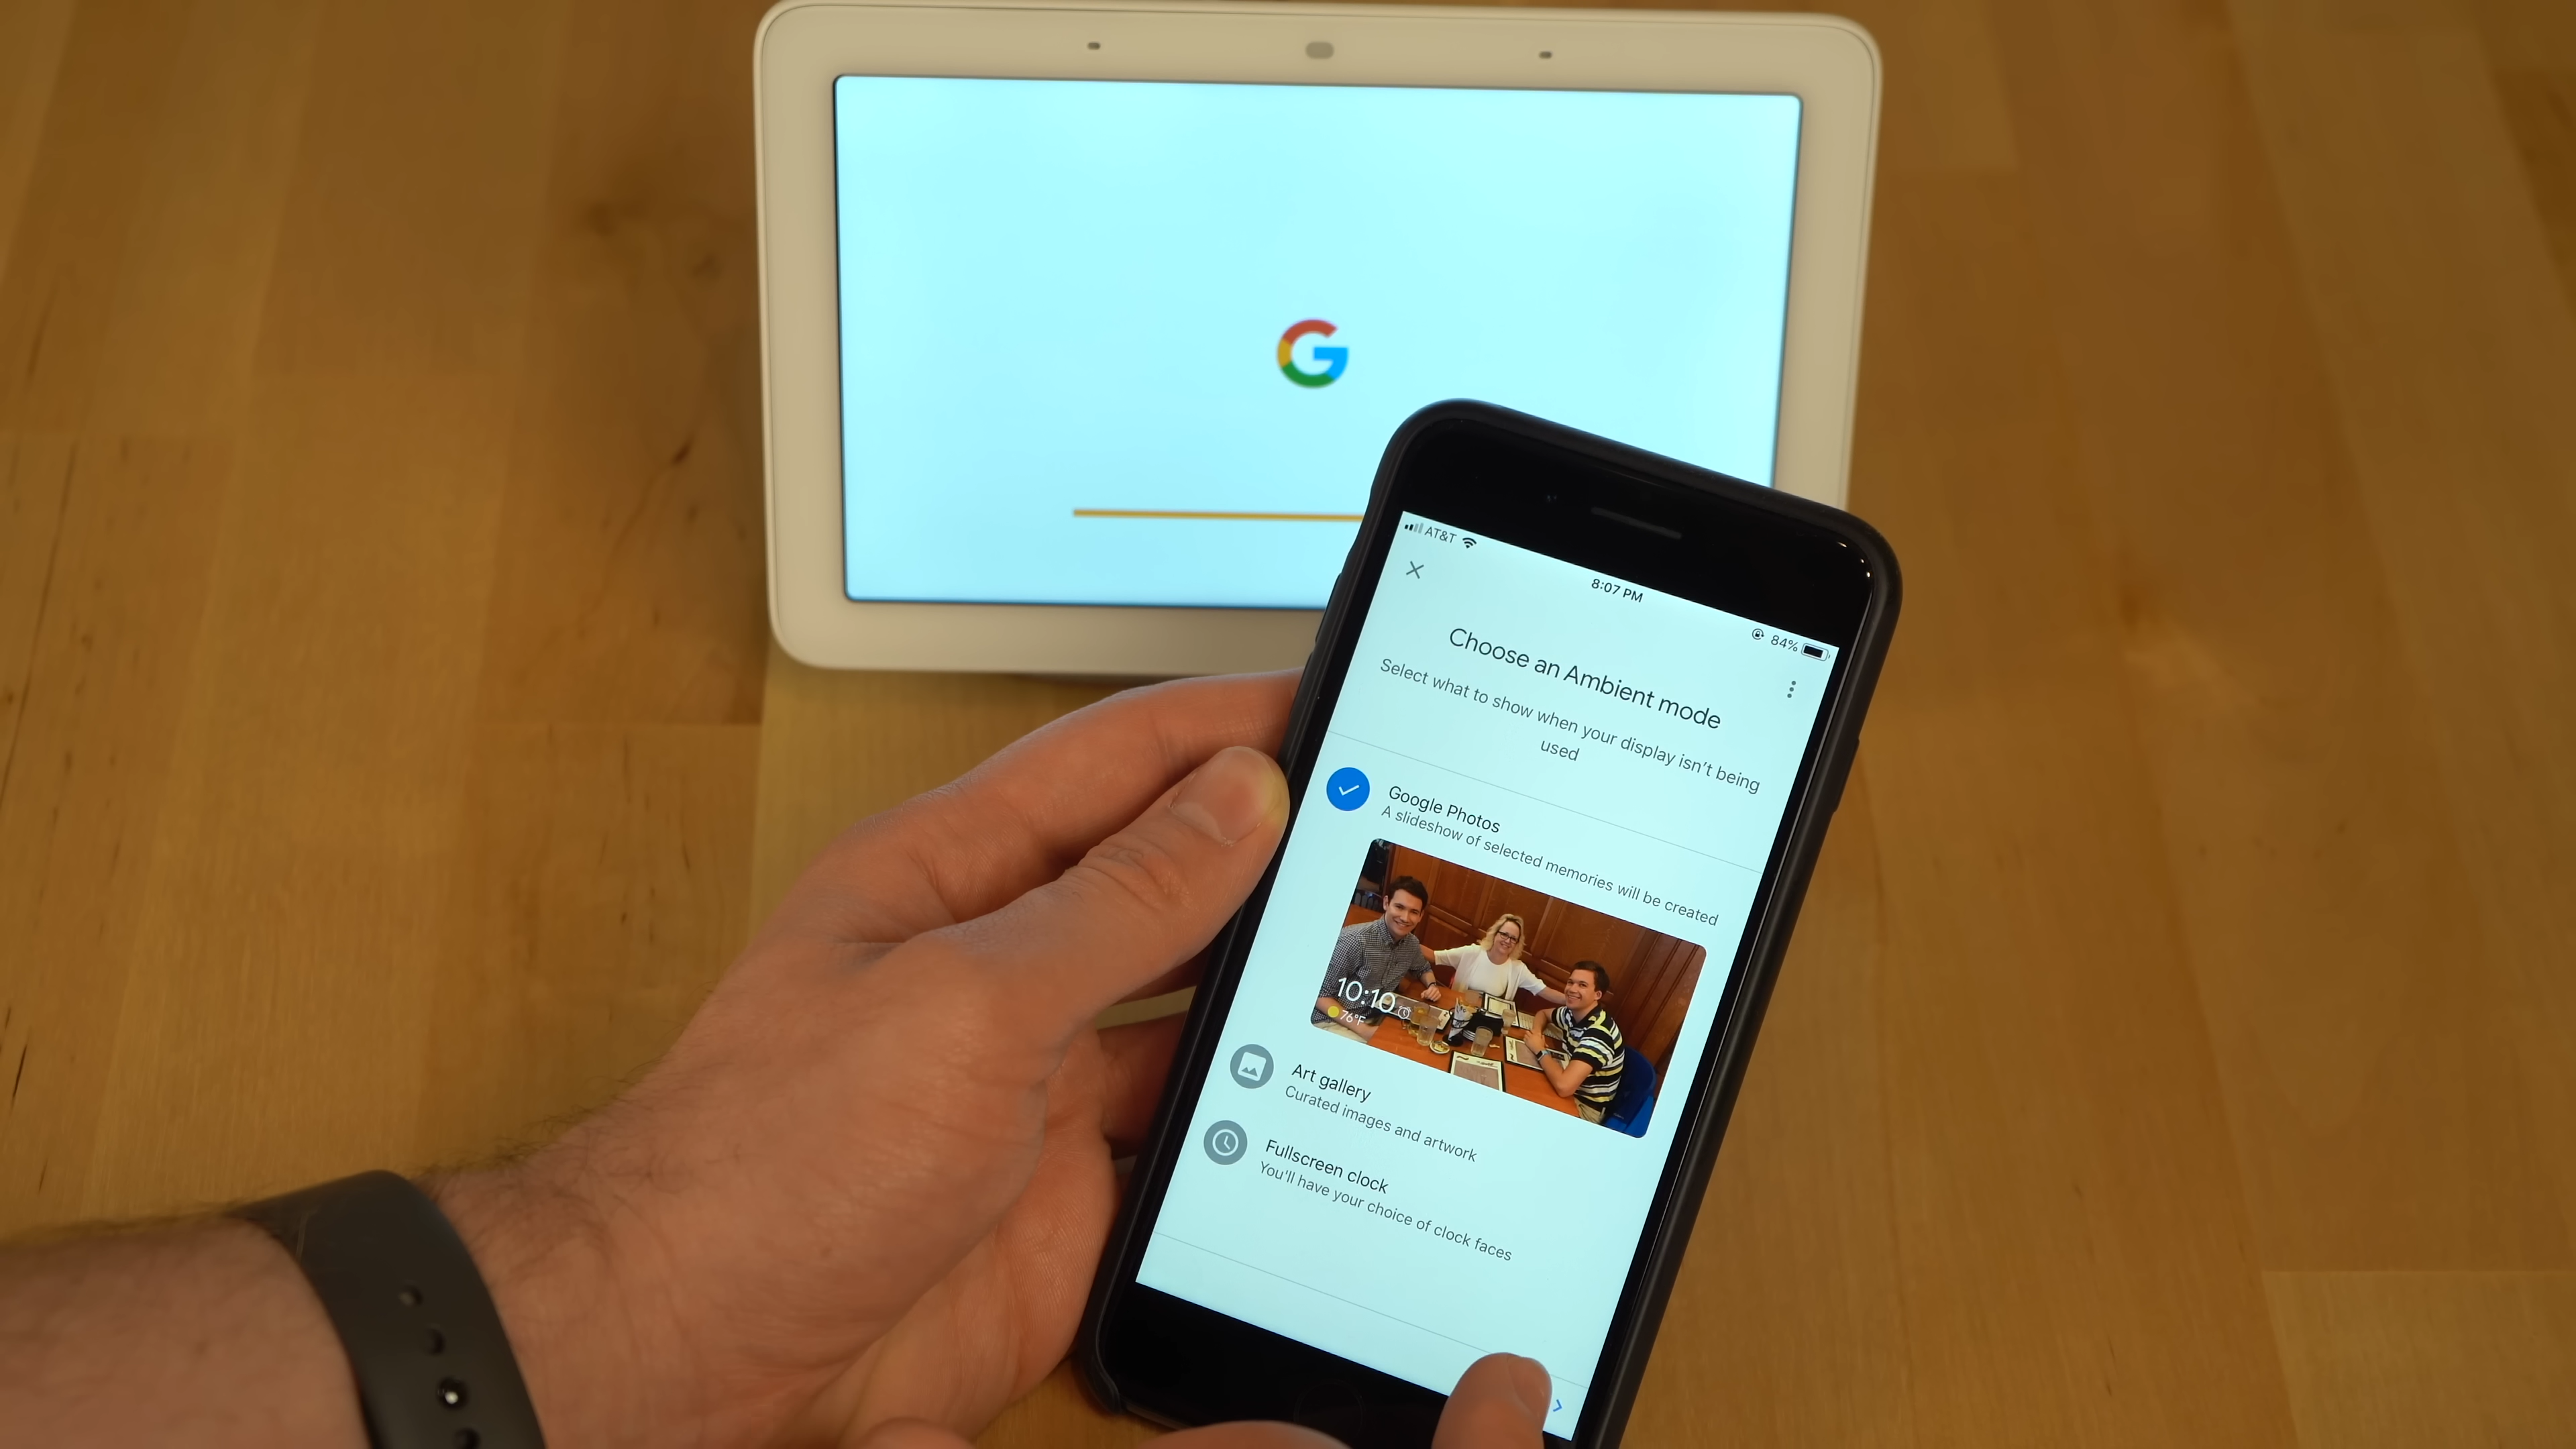 G
AT&T
8:07 PM
84%
Choose an Ambient mode
Select what to show when your display isn't being
used
Google Photos
A slideshow of selected memories will be created
10:10
76°F
Art gallery
Curated images and artwork
Fullscreen clock
You'll have your choice of clock faces